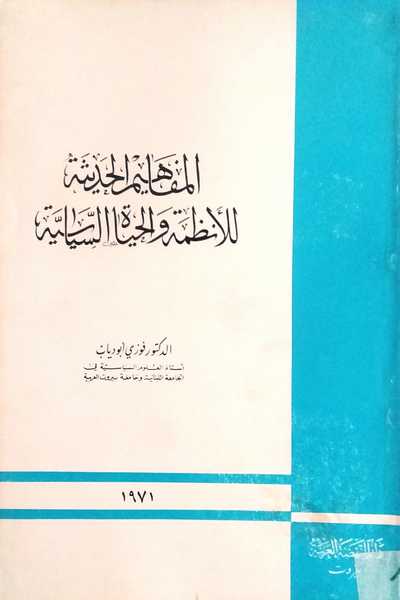 المفاهيم الحديثة
للأنظمة والحياة السياسية
الدكتور فوزي أبو دياب
استاذ العلوم السياسية في
الجامعة اللبنانية وجامعة بيروت العربية
١٩٧١
دار النهضة العربية
بيروت